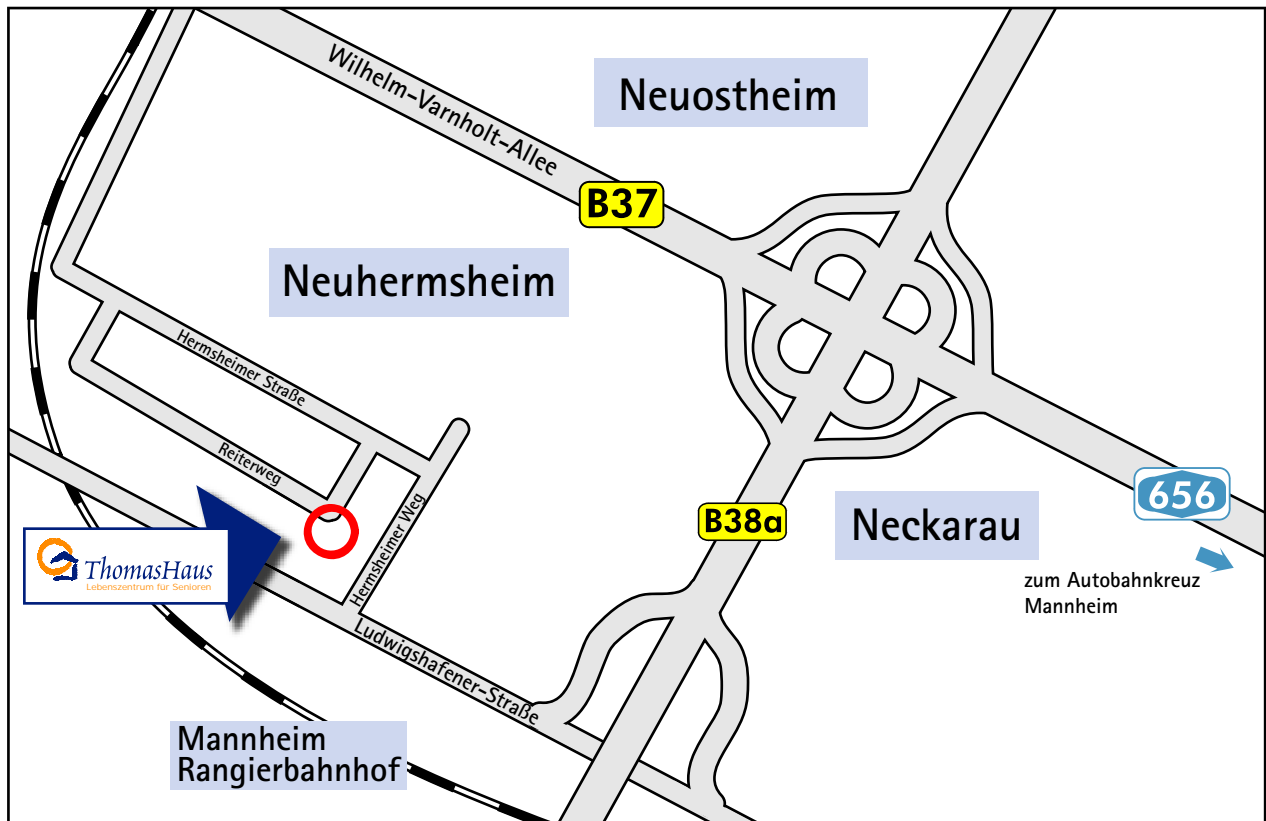 Wilhelm-Varnholt-Allee
Neuostheim
B37
Neuhermsheim
Hermsheimer Straße
Reiterweg
Hermsheimer Weg
656
B38a
Neckarau
ThomasHaus
Lebenszentrum für Senioren
zum Autobahnkreuz
Mannheim
Ludwigshafener-Straße
Mannheim
Rangierbahnhof